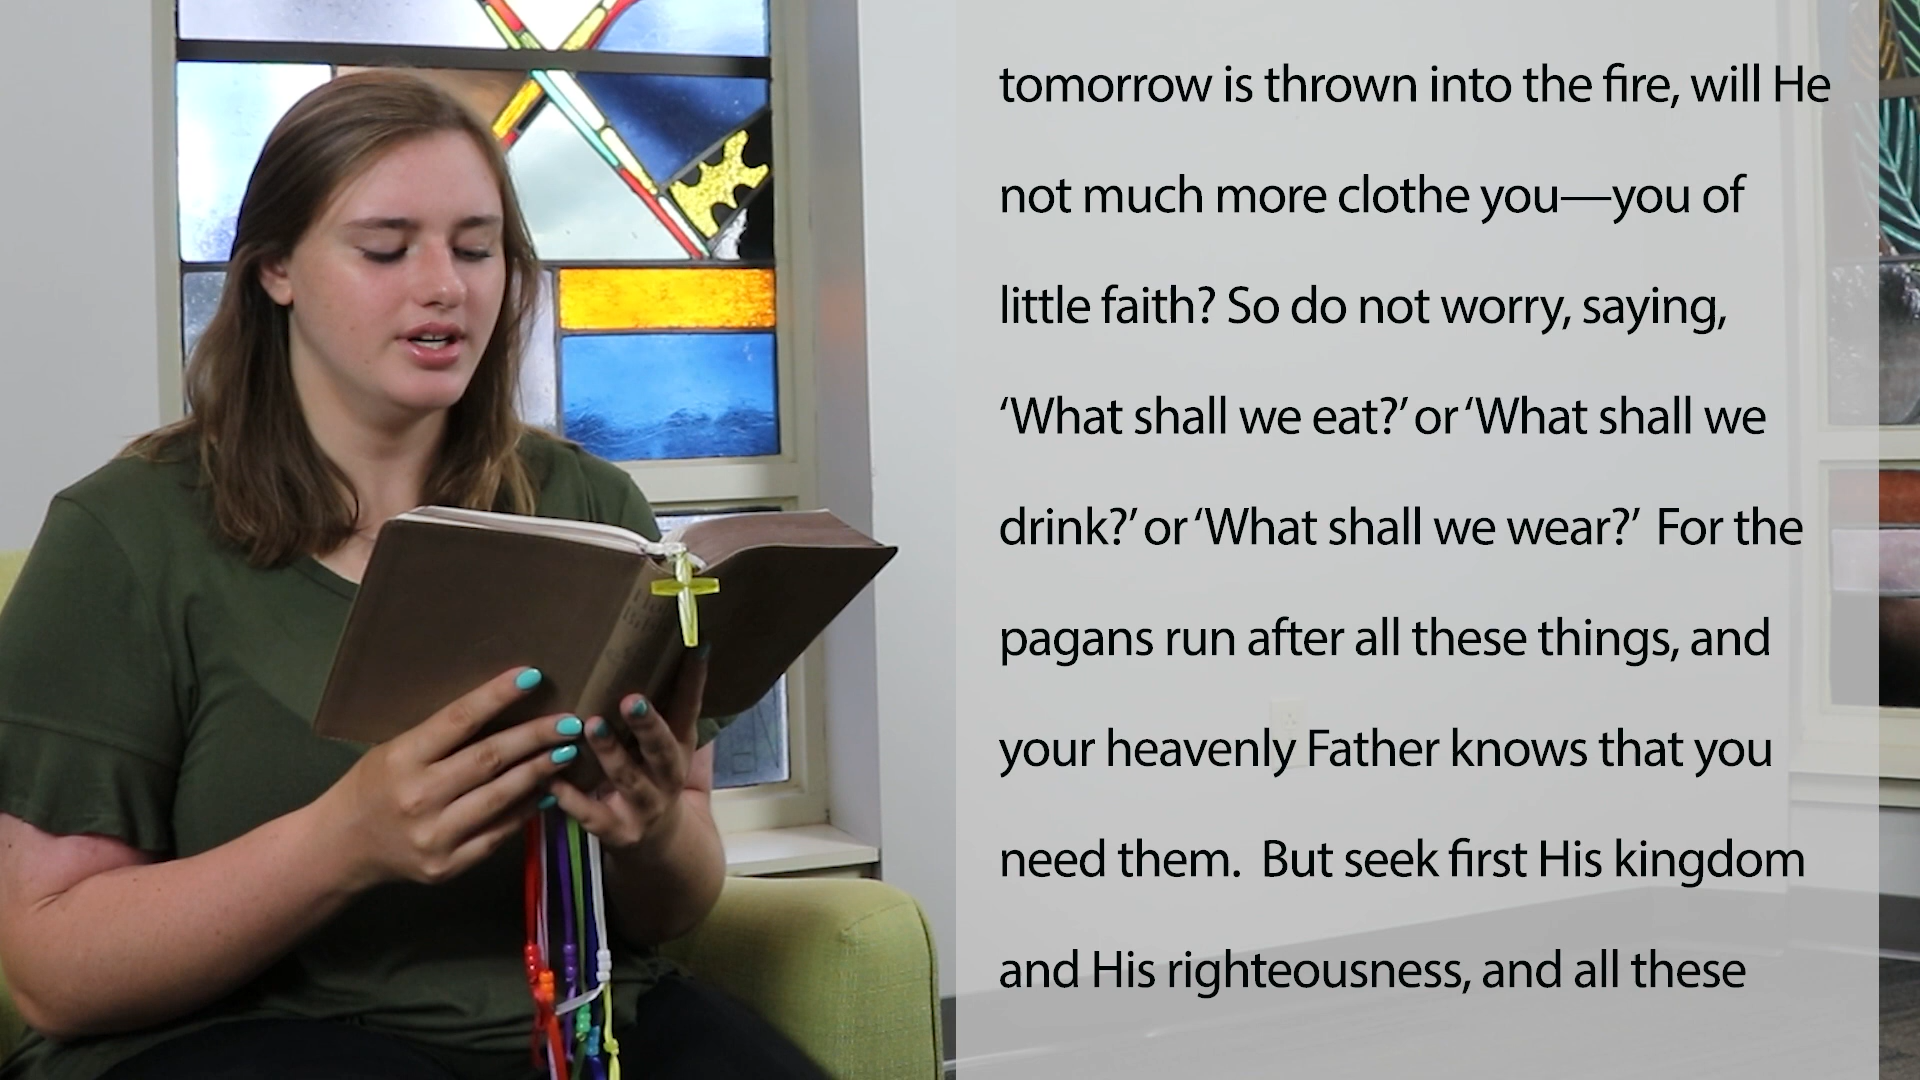 tomorrow is thrown into the fire, will He
not much more clothe you—you of
little faith? So do not worry, saying,
‘What shall we eat?’ or ‘What shall we
drink?’ or ‘What shall we wear?’ For the
pagans run after all these things, and
your heavenly Father knows that you
need them. But seek first His kingdom
and His righteousness, and all these